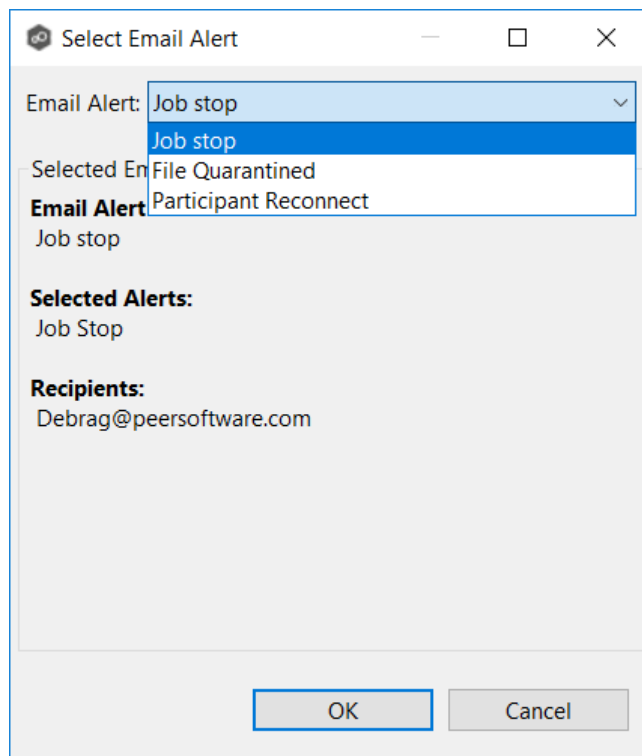 Select Email Alert
Email Alert: Job stop
Job stop
File Quarantined
Participant Reconnect
Selected
Email Alert
Job stop
Selected Alerts:
Job Stop
Recipients:
Debrag@peersoftware.com
OK
Cancel